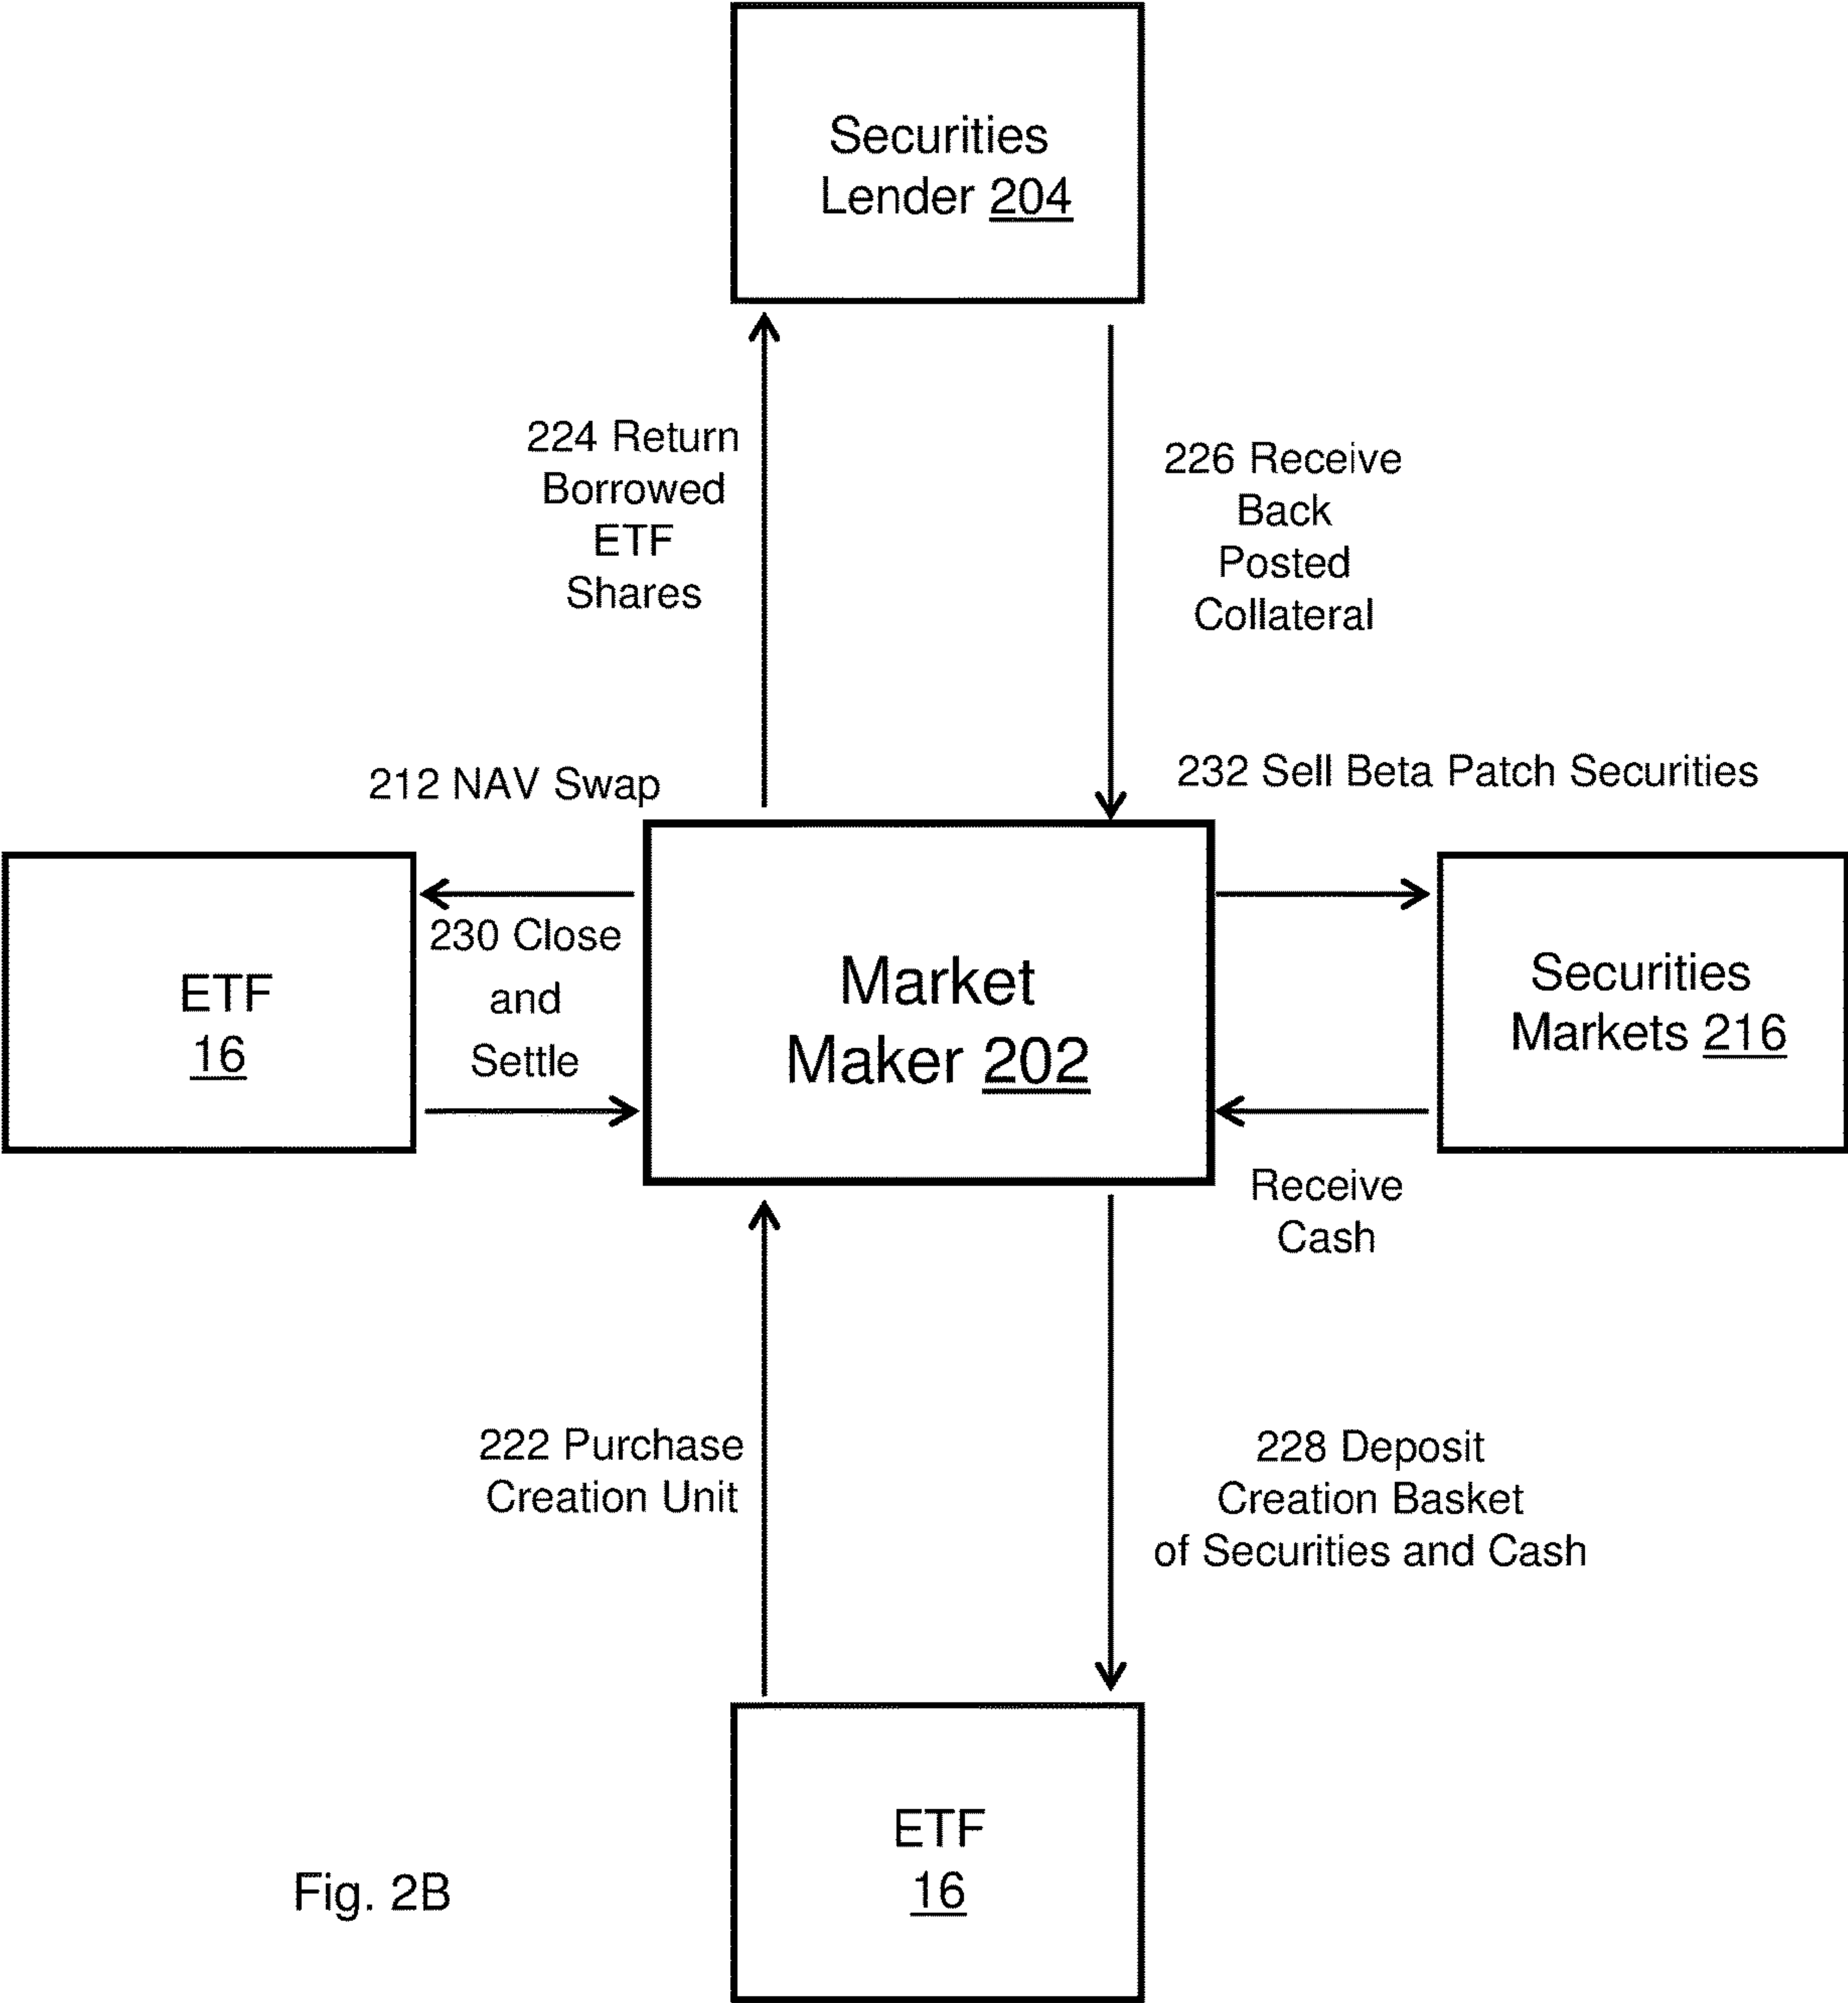 Securities
Lender 204
224 Return
Borrowed
ETF
Shares
226 Receive
Back
Posted
Collateral
212 NAV Swap
232 Sell Beta Patch Securities
ETF
16
230 Close
and
Settle
Market
Maker 202
Securities
Markets 216
Receive
Cash
222 Purchase
Creation Unit
228 Deposit
Creation Basket
of Securities and Cash
ETF
16
Fig. 2B